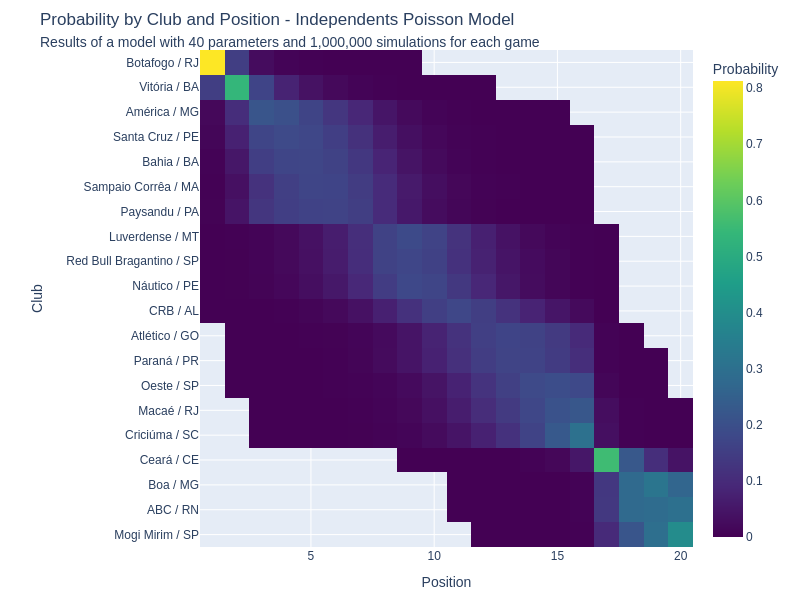 Probability by Club and Position - Independents Poisson Model
Results of a model with 40 parameters and 1,000,000 simulations for each game
Probability
Botafogo / RJ
Vitória / BA
América / MG
Santa Cruz / PE
Bahia / BA
Sampaio Corrêa / MA
Paysandu / PA
Luverdense / MT
Red Bull Bragantino / SP
Náutico / PE
CRB / AL
Atlético / GO
Paraná / PR
Oeste / SP
Macaé / RJ
Criciúma / SC
Ceará / CE
Boa / MG
ABC / RN
Mogi Mirim / SP
Club
5
10
15
20
Position
0.8
0.7
0.6
0.5
0.4
0.3
0.2
0.1
0